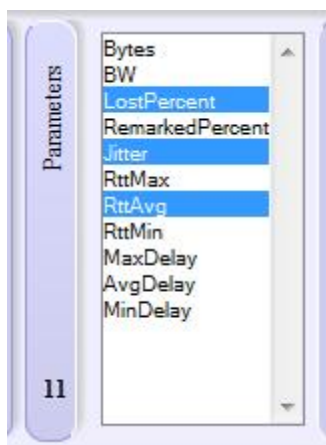 Parameters
11
Bytes
BW
LostPercent
RemarkedPercent
Jitter
RttMax
RttAvg
RttMin
MaxDelay
AvgDelay
MinDelay